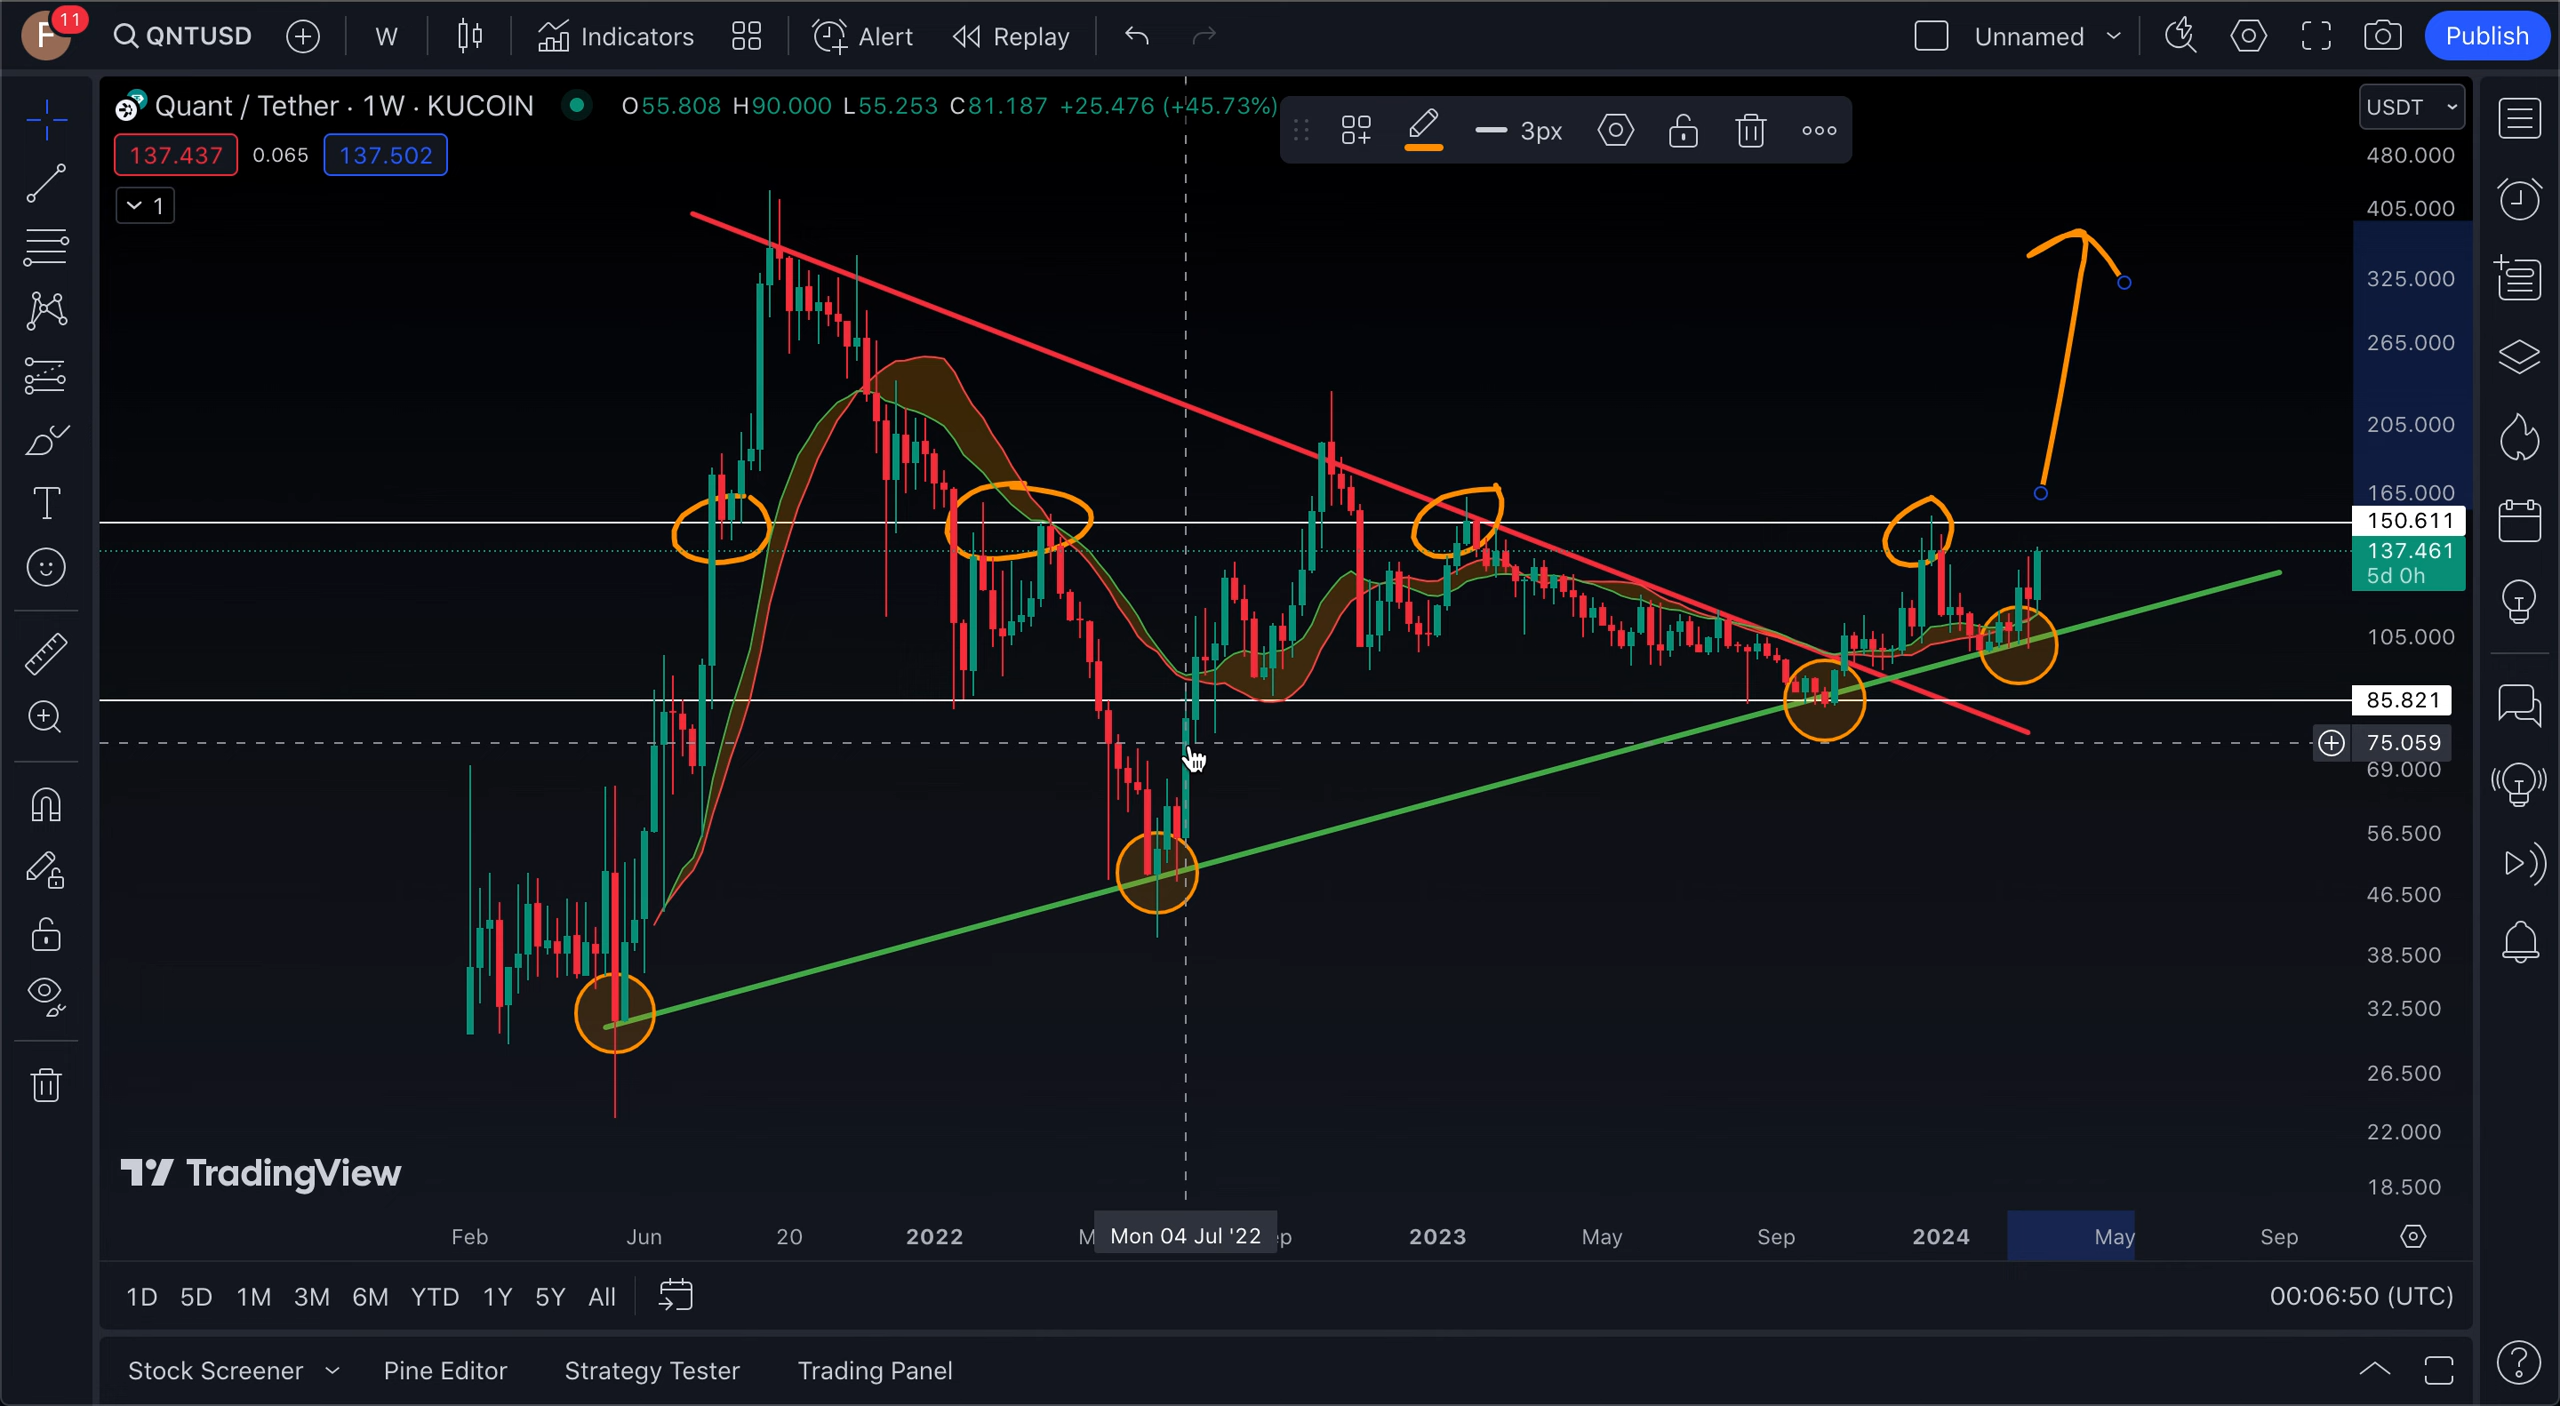 F 11 QNTUSD W Indicators Alert Replay Unnamed Publish
Quant / Tether · 1W · KUCOIN O55.808 H90.000 L55.253 C81.187 +25.476 (+45.73%)
3px
USDT
137.437 0.065 137.502
1
480.000
405.000
325.000
265.000
205.000
165.000
150.611
137.461
5d 0h
105.000
85.821
75.059
69.000
56.500
46.500
38.500
32.500
26.500
22.000
18.500
TradingView
Feb Jun 20 2022 Mon 04 Jul '22 2023 May Sep 2024 May Sep
1D 5D 1M 3M 6M YTD 1Y 5Y All 00:06:50 (UTC)
Stock Screener Pine Editor Strategy Tester Trading Panel